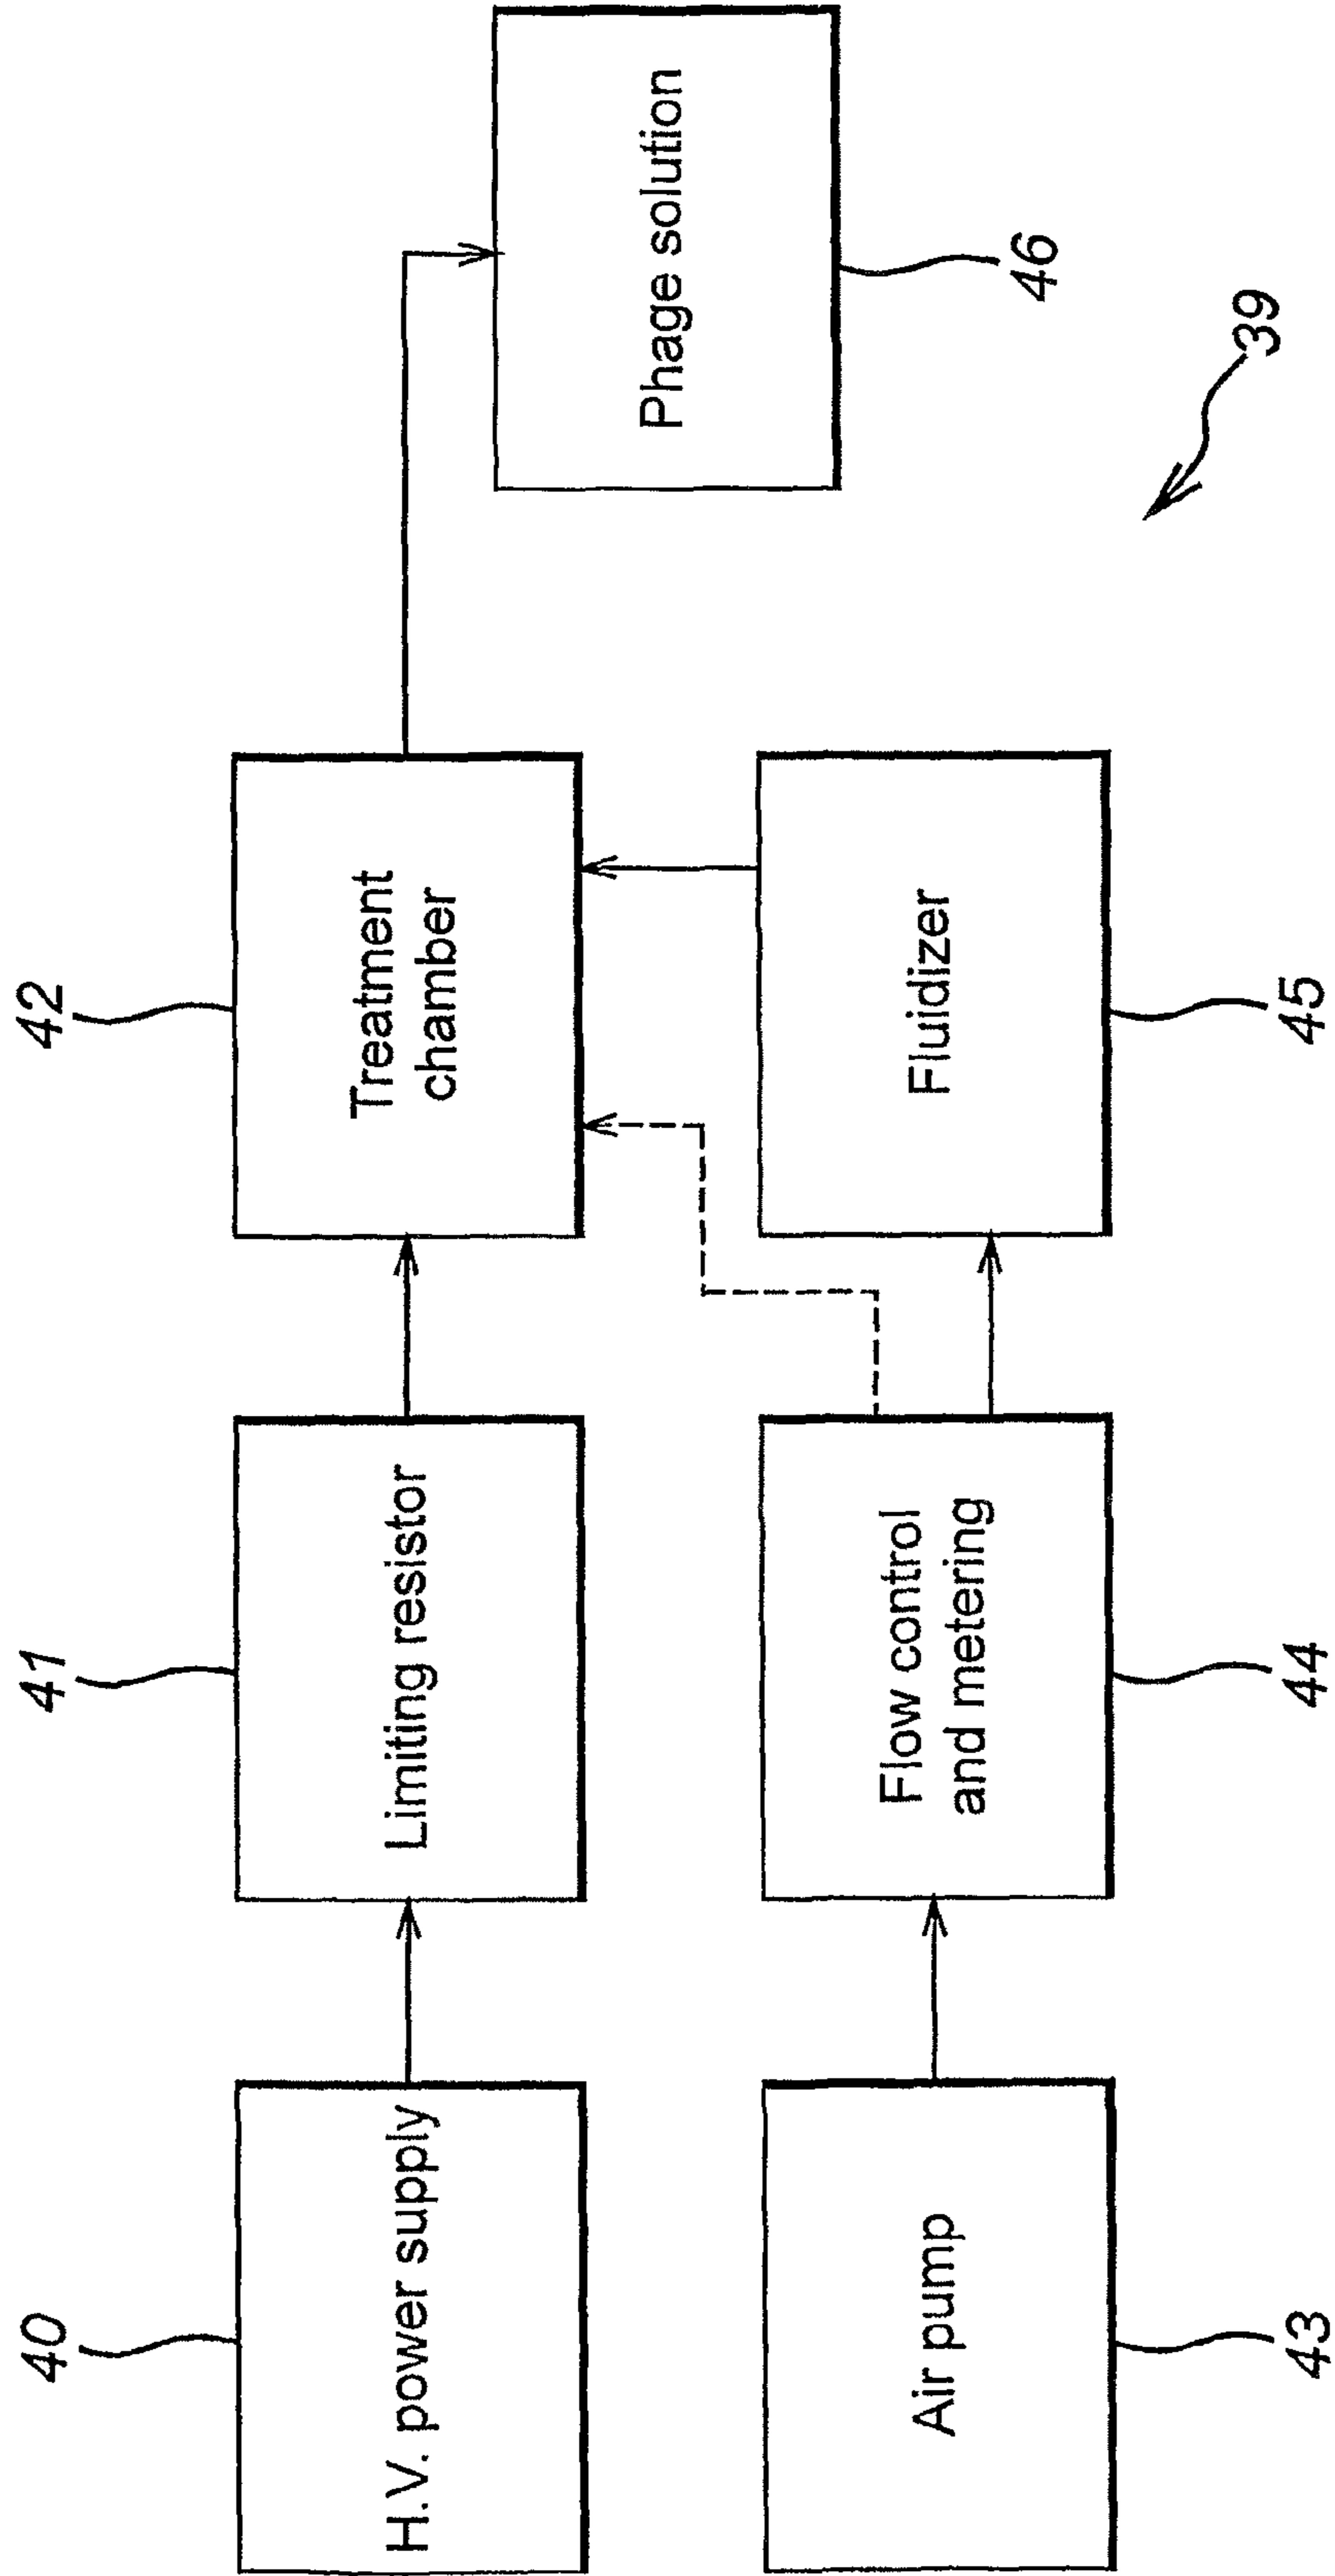 40
41
42
H.V. power supply
Limiting resistor
Treatment
chamber
Phage solution
46
Air pump
Flow control
and metering
Fluidizer
43
44
45
39